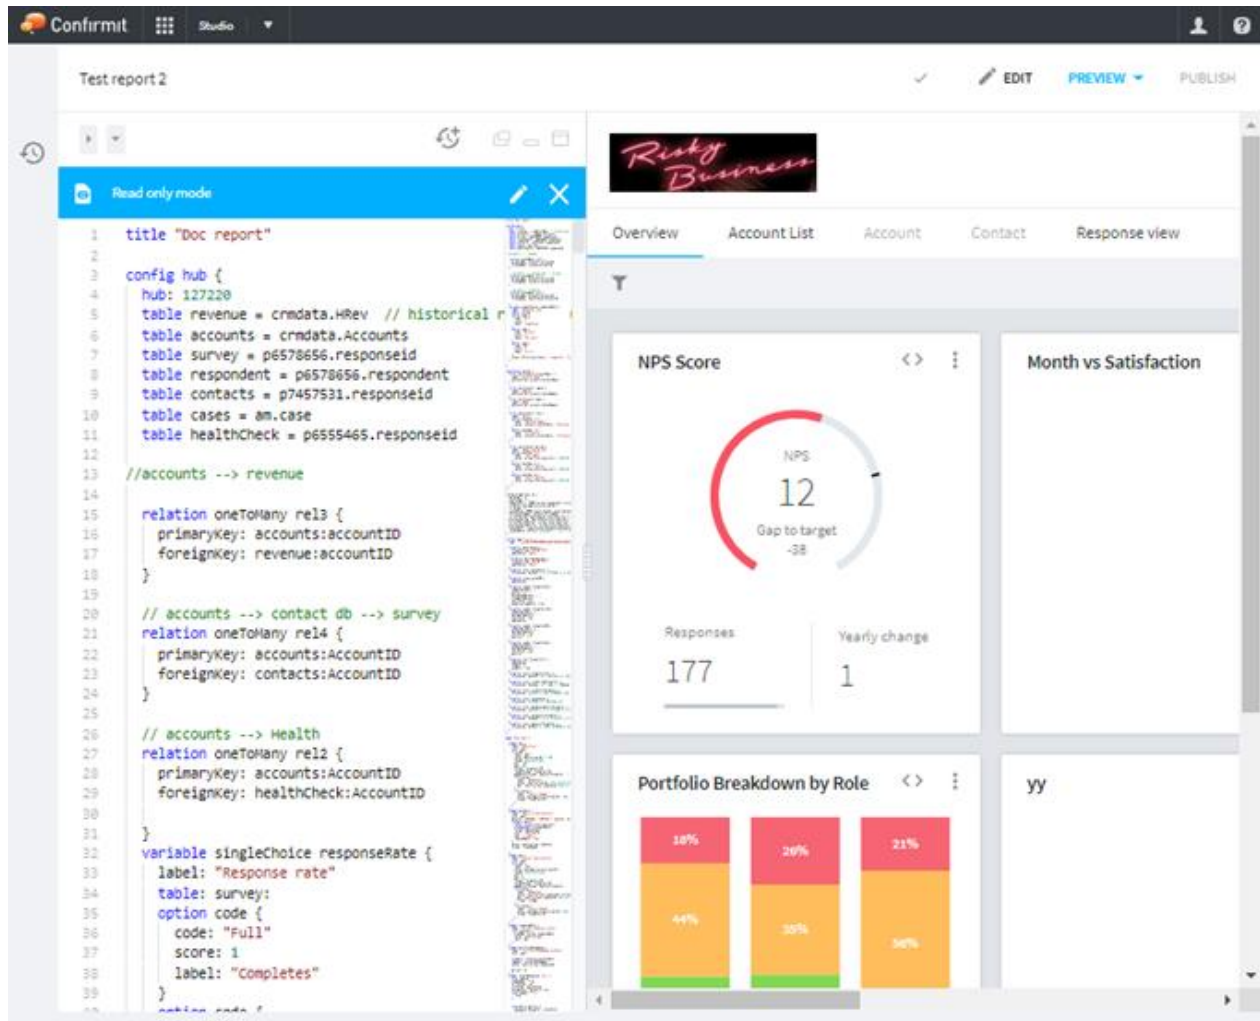 Confirmit Studio
Test report 2
EDIT PREVIEW PUBLISH
Read only mode
1 title "Doc report"
2
3 config hub {
4 hub: 127220
5 table revenue = crmdata.HRev // historical r
6 table accounts = crmdata.Accounts
7 table survey = p6578656.responseid
8 table respondent = p6578656.respondent
9 table contacts = p7457531.responseid
10 table cases = am.case
11 table healthCheck = p6555465.responseid
12
13 //accounts --> revenue
14
15 relation oneToMany rel3 {
16 primaryKey: accounts:accountID
17 foreignKey: revenue:accountID
18 }
19
20 // accounts --> contact db --> survey
21 relation oneToMany rel4 {
22 primaryKey: accounts:AccountID
23 foreignKey: contacts:AccountID
24 }
25
26 // accounts --> Health
27 relation oneToMany rel2 {
28 primaryKey: accounts:AccountID
29 foreignKey: healthCheck:AccountID
30
31 }
32 variable singleChoice responseRate {
33 label: "Response rate"
34 table: survey:
35 option code {
36 code: "Full"
37 score: 1
38 label: "Completes"
39 }
Risky
Business
Overview Account List Account Contact Response view
NPS Score
NPS
12
Gap to target
-38
Responses
177
Yearly change
1
Month vs Satisfaction
Portfolio Breakdown by Role
18% 26% 21%
44% 35%
yy